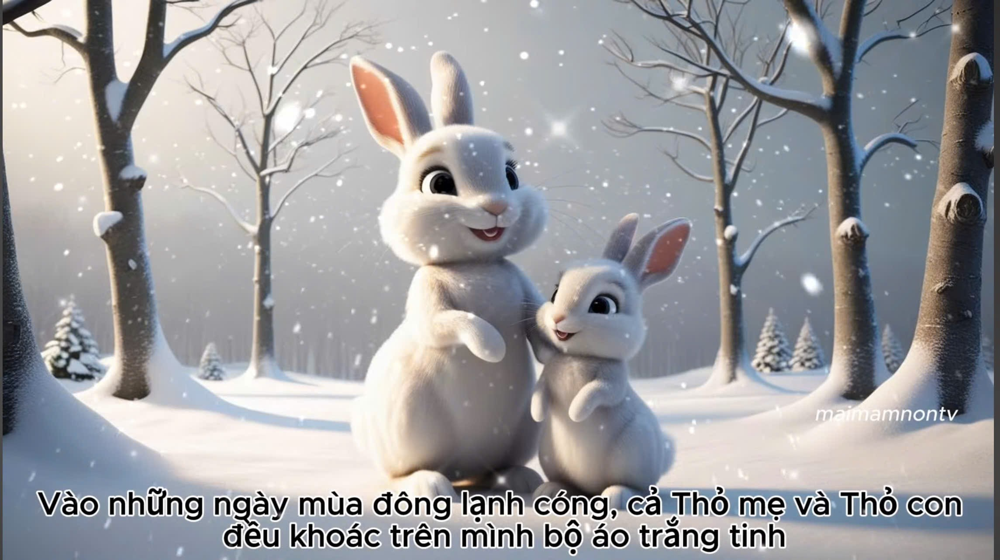 maimamnontv
Vào những ngày mùa đông lạnh cóng, cả Thỏ mẹ và Thỏ con
đều khoác trên mình bộ áo trắng tinh